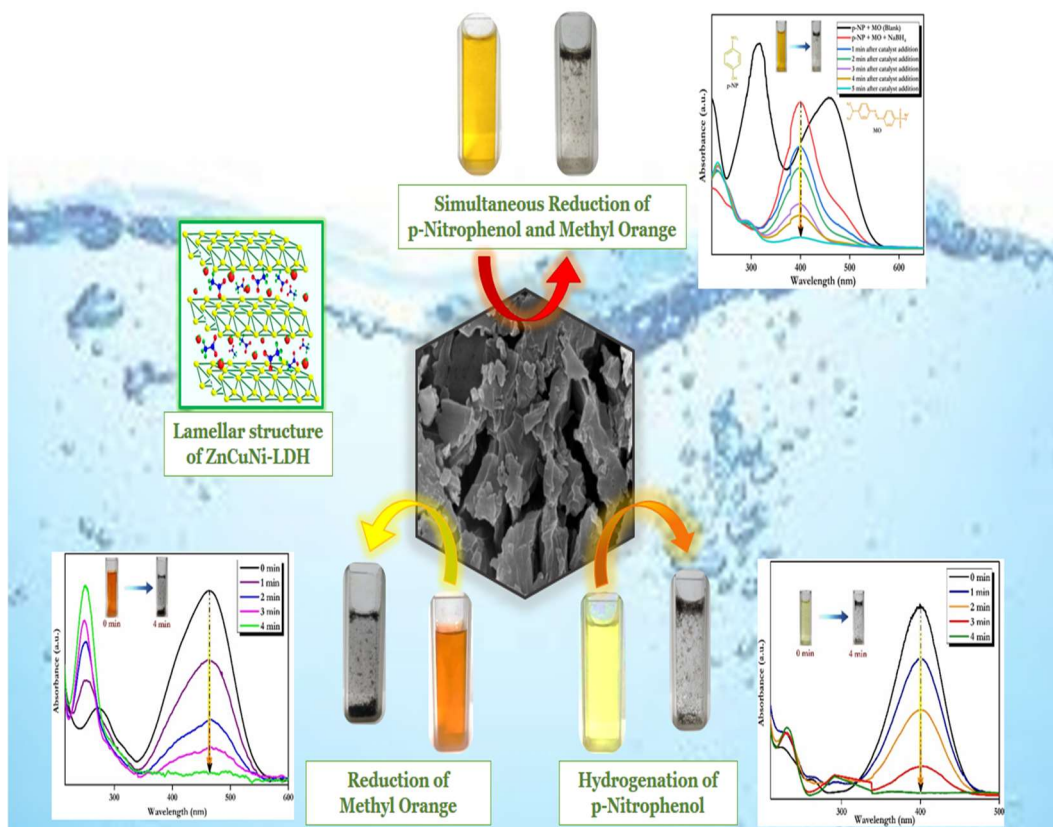 Simultaneous Reduction of
p-Nitrophenol and Methyl Orange
p-NP + MO (Blank)
p-NP + MO + NaBH₄
1 min after catalyst addition
2 min after catalyst addition
3 min after catalyst addition
4 min after catalyst addition
5 min after catalyst addition
p-NP
MO
Absorbance (a.u.)
300
400
500
600
Wavelength (nm)
Lamellar structure
of ZnCuNi-LDH
0 min
1 min
2 min
3 min
4 min
0 min
4 min
Absorbance (a.u.)
300
400
500
600
Wavelength (nm)
Reduction of
Methyl Orange
Hydrogenation of
p-Nitrophenol
0 min
1 min
2 min
3 min
4 min
0 min
4 min
Absorbance (a.u.)
300
400
500
Wavelength (nm)